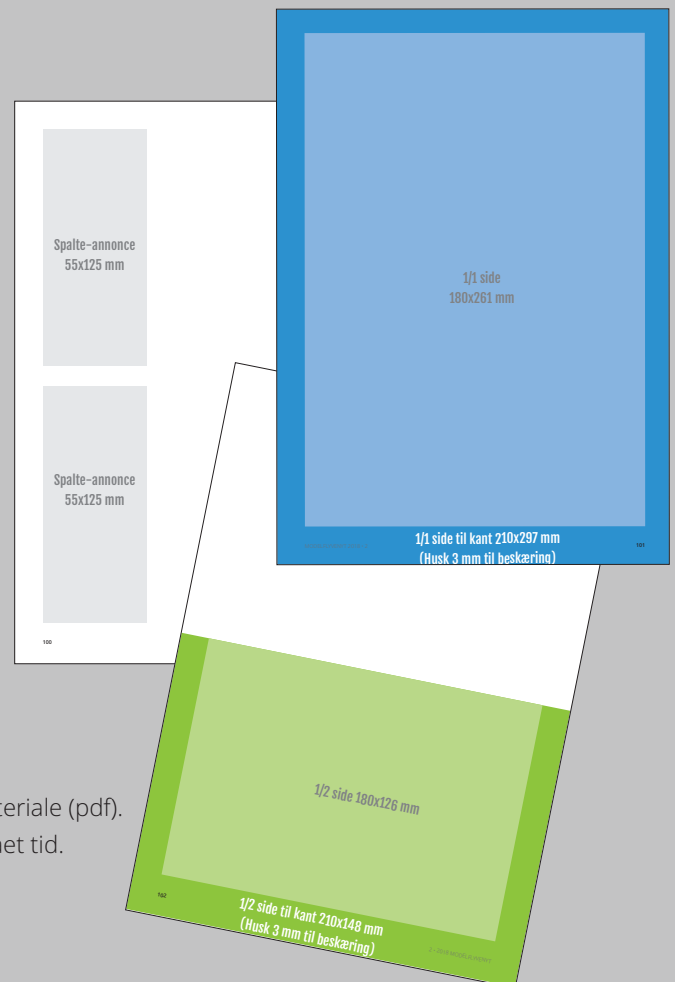 Spalte-annonce
55x125 mm
Spalte-annonce
55x125 mm
100
1/1 side
180x261 mm
1/1 side til kant 210x297 mm
(Husk 3 mm til beskæring)
101
1/2 side 180x126 mm
102
1/2 side til kant 210x148 mm
(Husk 3 mm til beskæring)
teriale (pdf).
net tid.